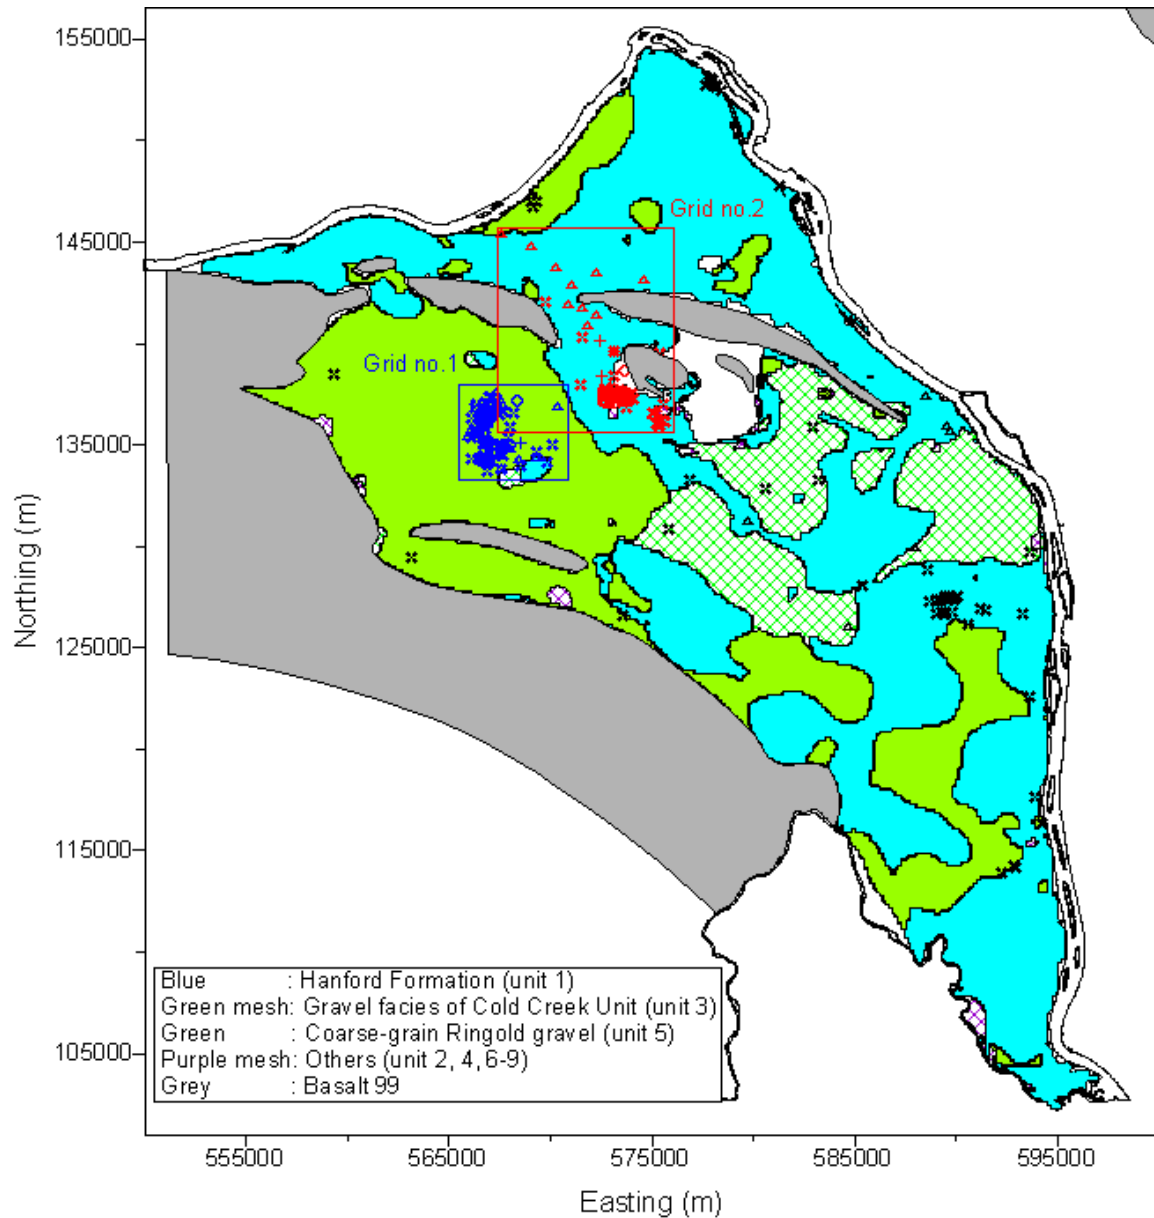 155000
Grid no.2
145000
Grid no.1
135000
Northing (m)
125000
115000
Blue : Hanford Formation (unit 1)
Green mesh: Gravel facies of Cold Creek Unit (unit 3)
Green : Coarse-grain Ringold gravel (unit 5)
Purple mesh: Others (unit 2, 4, 6-9)
Grey : Basalt 99
105000
555000 565000 575000 585000 595000
Easting (m)